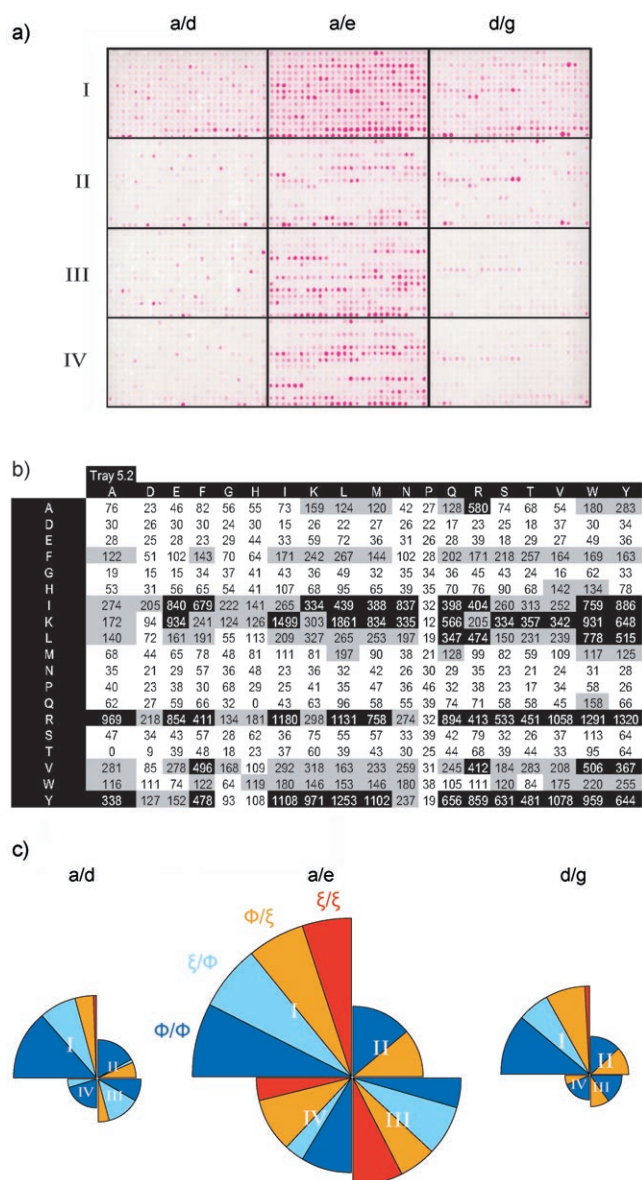 a)
a/d a/e d/g
I
II
III
IV
b)
Tray 5.2
A D E F G H I K L M N P Q R S T V W Y
A 76 23 46 82 56 55 73 159 124 120 42 27 128 580 74 68 54 180 283
D 30 26 30 30 24 30 15 26 22 27 26 22 17 23 25 18 37 30 34
E 28 25 28 23 29 44 33 59 72 36 31 26 28 39 18 29 27 49 36
F 122 51 102 143 70 64 171 242 267 144 102 28 202 171 218 257 164 169 163
G 19 15 15 34 37 41 43 36 49 32 35 34 36 45 43 24 16 62 33
H 53 31 56 65 54 41 107 68 95 65 39 35 70 76 90 68 142 134 78
I 274 205 840 679 222 141 265 334 439 388 837 32 398 404 260 313 252 759 886
K 172 94 934 241 124 126 1499 303 1861 834 335 12 566 205 334 357 342 931 648
L 140 72 161 191 55 113 209 327 265 253 197 19 347 474 150 231 239 778 515
M 68 44 65 78 48 81 111 81 197 90 38 21 128 99 92 52 59 117 125
N 35 21 29 57 36 48 23 36 32 42 26 30 29 35 23 21 24 31 28
P 40 23 38 30 68 29 25 41 35 47 36 46 32 38 23 17 34 58 26
Q 62 27 59 66 32 0 43 63 96 58 55 39 74 71 58 58 45 158 66
R 969 218 854 411 134 181 1180 298 1131 758 274 32 894 413 533 451 1058 1291 1320
S 47 34 43 57 28 62 36 75 55 57 33 39 42 79 32 26 37 113 64
T 0 9 39 48 18 23 37 60 39 43 30 25 44 68 39 44 33 95 64
V 281 85 278 496 168 109 292 318 163 233 259 31 245 412 184 283 208 506 367
W 116 111 74 122 64 119 180 146 153 146 180 38 105 111 120 84 175 220 255
Y 338 127 152 478 93 108 1108 971 1253 1102 237 19 656 859 631 481 1078 959 644
c)
a/d a/e d/g
Φ/Φ ξ/Φ Φ/ξ ξ/ξ
I II III IV
I II III IV
I II III IV